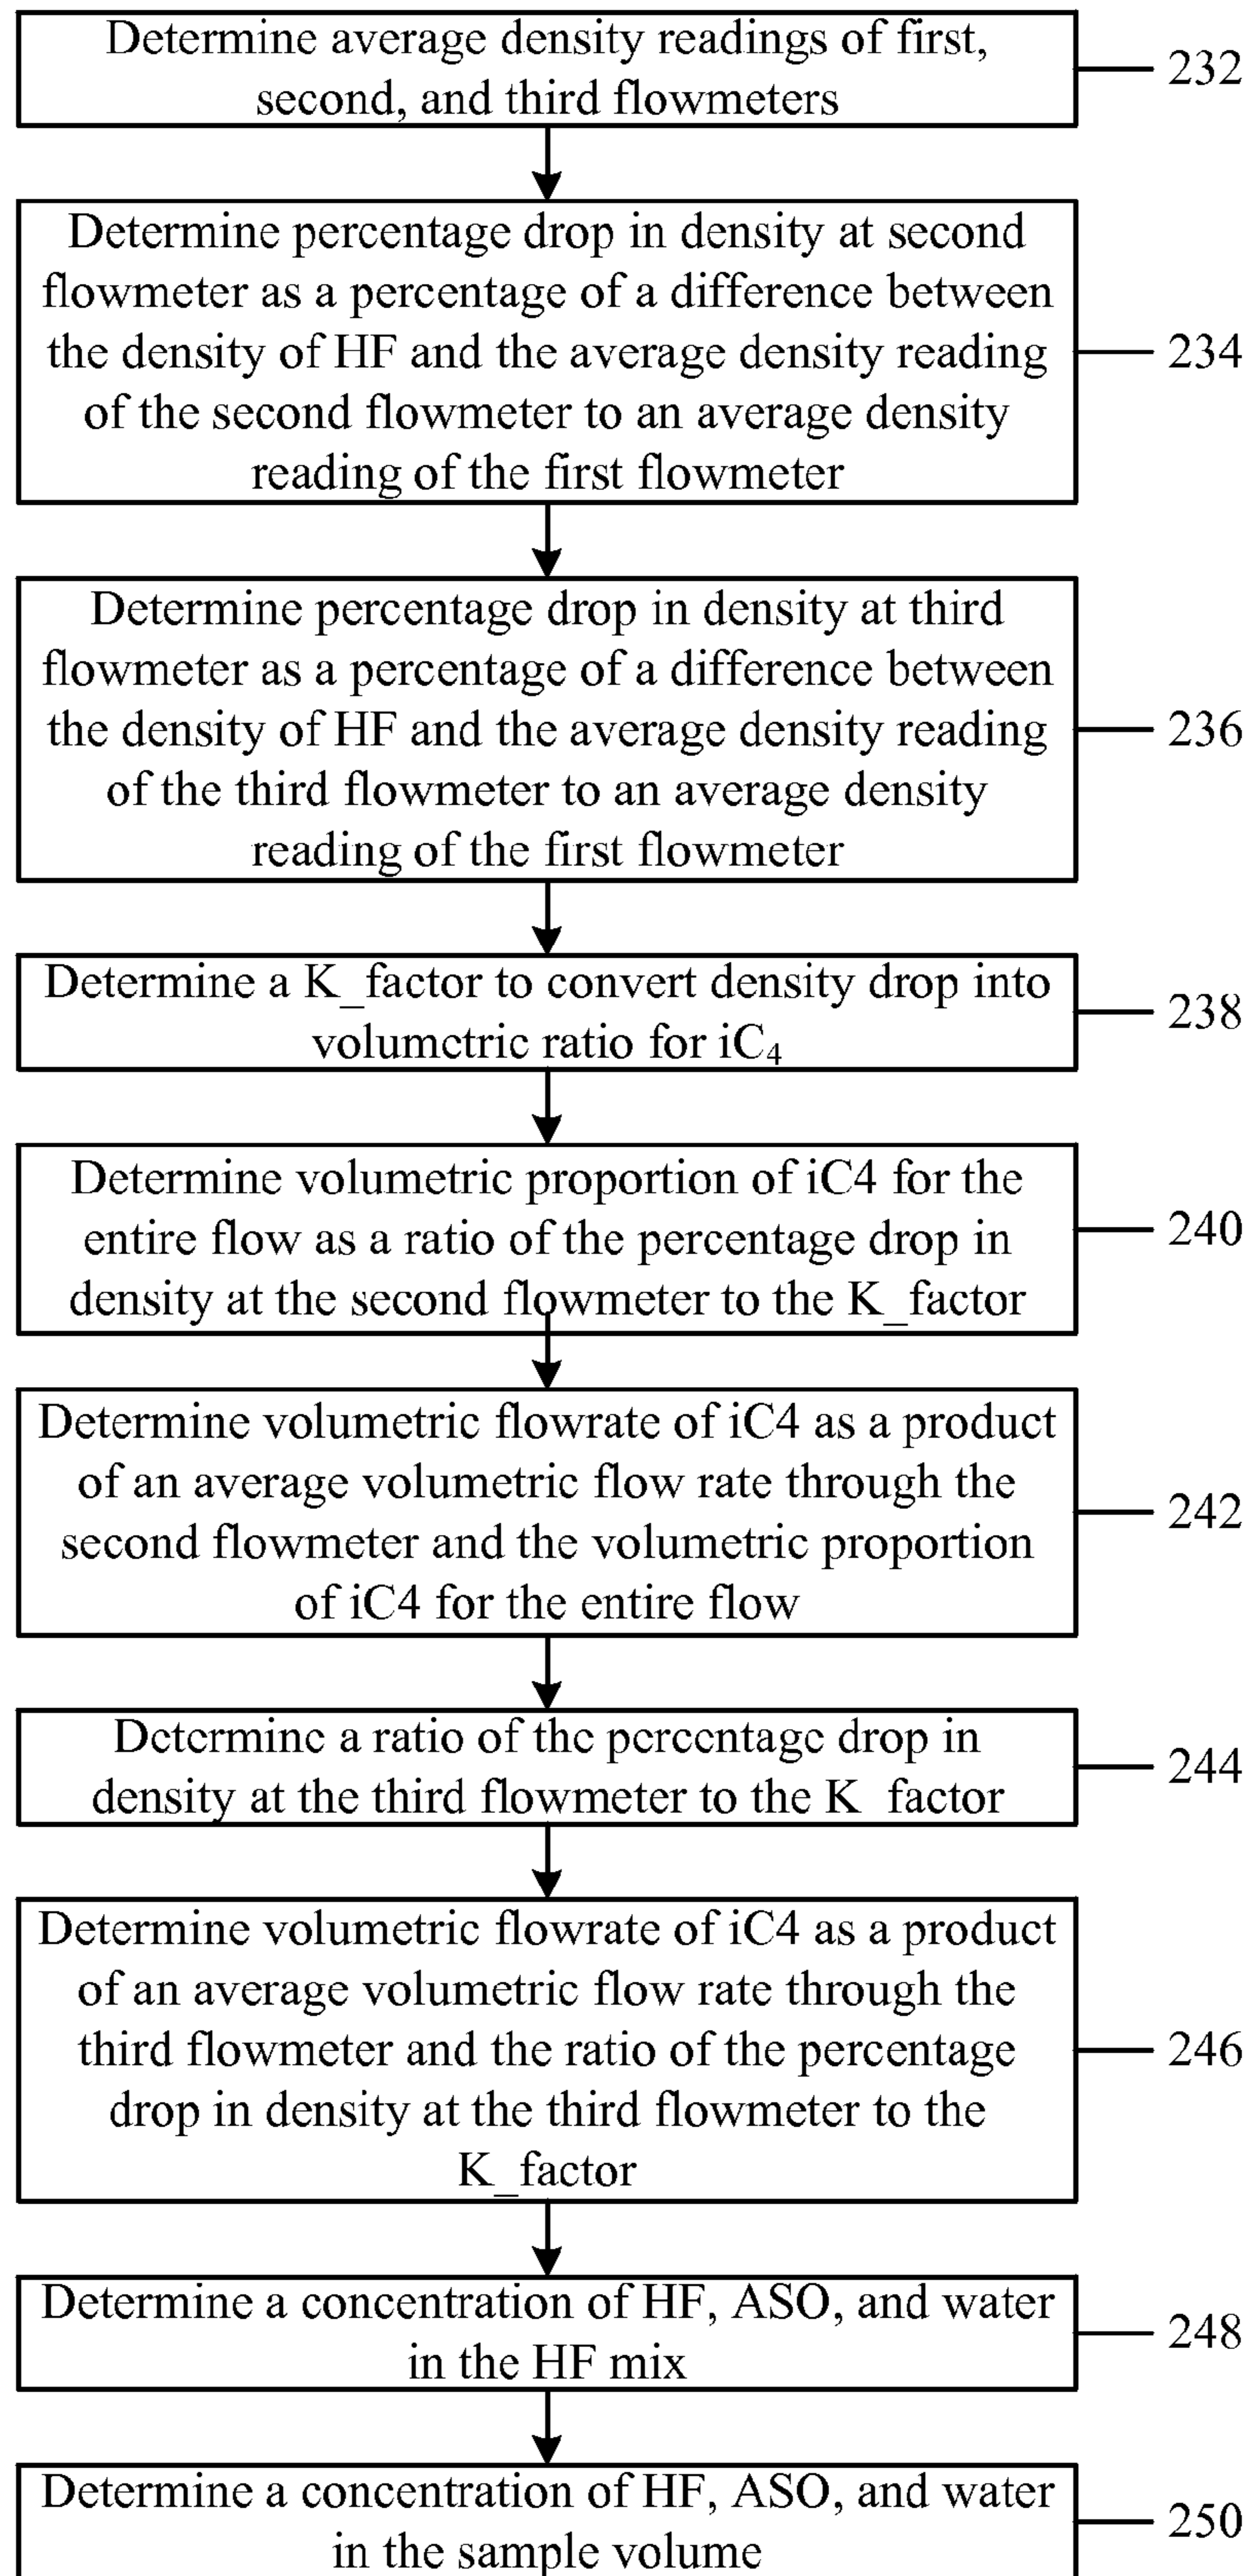 Determine average density readings of first,
second, and third flowmeters
232
Determine percentage drop in density at second
flowmeter as a percentage of a difference between
the density of HF and the average density reading
of the second flowmeter to an average density
reading of the first flowmeter
234
Determine percentage drop in density at third
flowmeter as a percentage of a difference between
the density of HF and the average density reading
of the third flowmeter to an average density
reading of the first flowmeter
236
Determine a K_factor to convert density drop into
volumetric ratio for iC₄
238
Determine volumetric proportion of iC4 for the
entire flow as a ratio of the percentage drop in
density at the second flowmeter to the K_factor
240
Determine volumetric flowrate of iC4 as a product
of an average volumetric flow rate through the
second flowmeter and the volumetric proportion
of iC4 for the entire flow
242
Determine a ratio of the percentage drop in
density at the third flowmeter to the K factor
244
Determine volumetric flowrate of iC4 as a product
of an average volumetric flow rate through the
third flowmeter and the ratio of the percentage
drop in density at the third flowmeter to the
K_factor
246
Determine a concentration of HF, ASO, and water
in the HF mix
248
Determine a concentration of HF, ASO, and water
in the sample volume
250